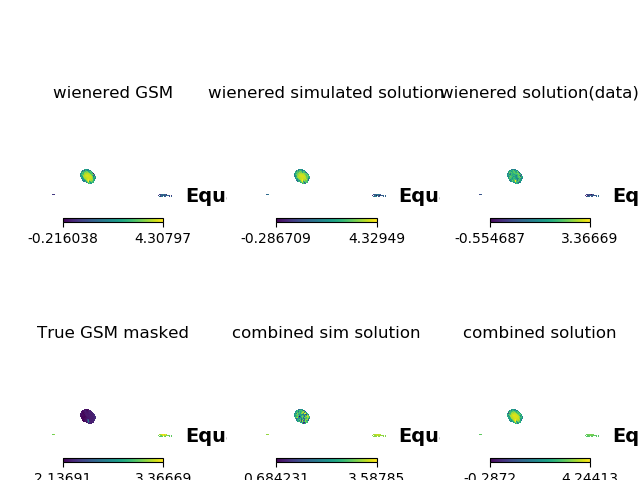 wienered GSM
wienered simulated solution
wienered solution(data)
Equ
Equ
Eq
-0.216038 4.30797
-0.286709 4.32949
-0.554687 3.36669
True GSM masked
combined sim solution
combined solution
Equ
Equ
Eq
2.13691 3.36669
0.684231 3.58785
-0.2872 4.24413